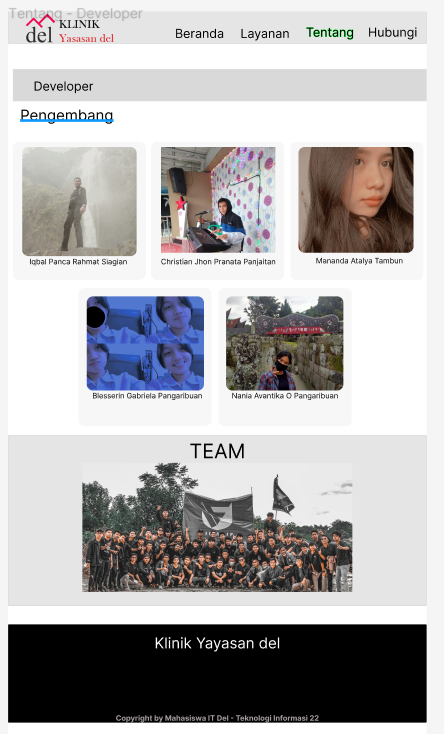 Tentang - Developer
KLINIK
del Yasasan del
Beranda Layanan Tentang Hubungi
Developer
Pengembang
Iqbal Panca Rahmat Siagian
Christian Jhon Pranata Panjaitan
Mananda Atalya Tambun
Blesserin Gabriela Pangaribuan
Nania Avantika O Pangaribuan
TEAM
Klinik Yayasan del
Copyright by Mahasiswa IT Del - Teknologi Informasi 22